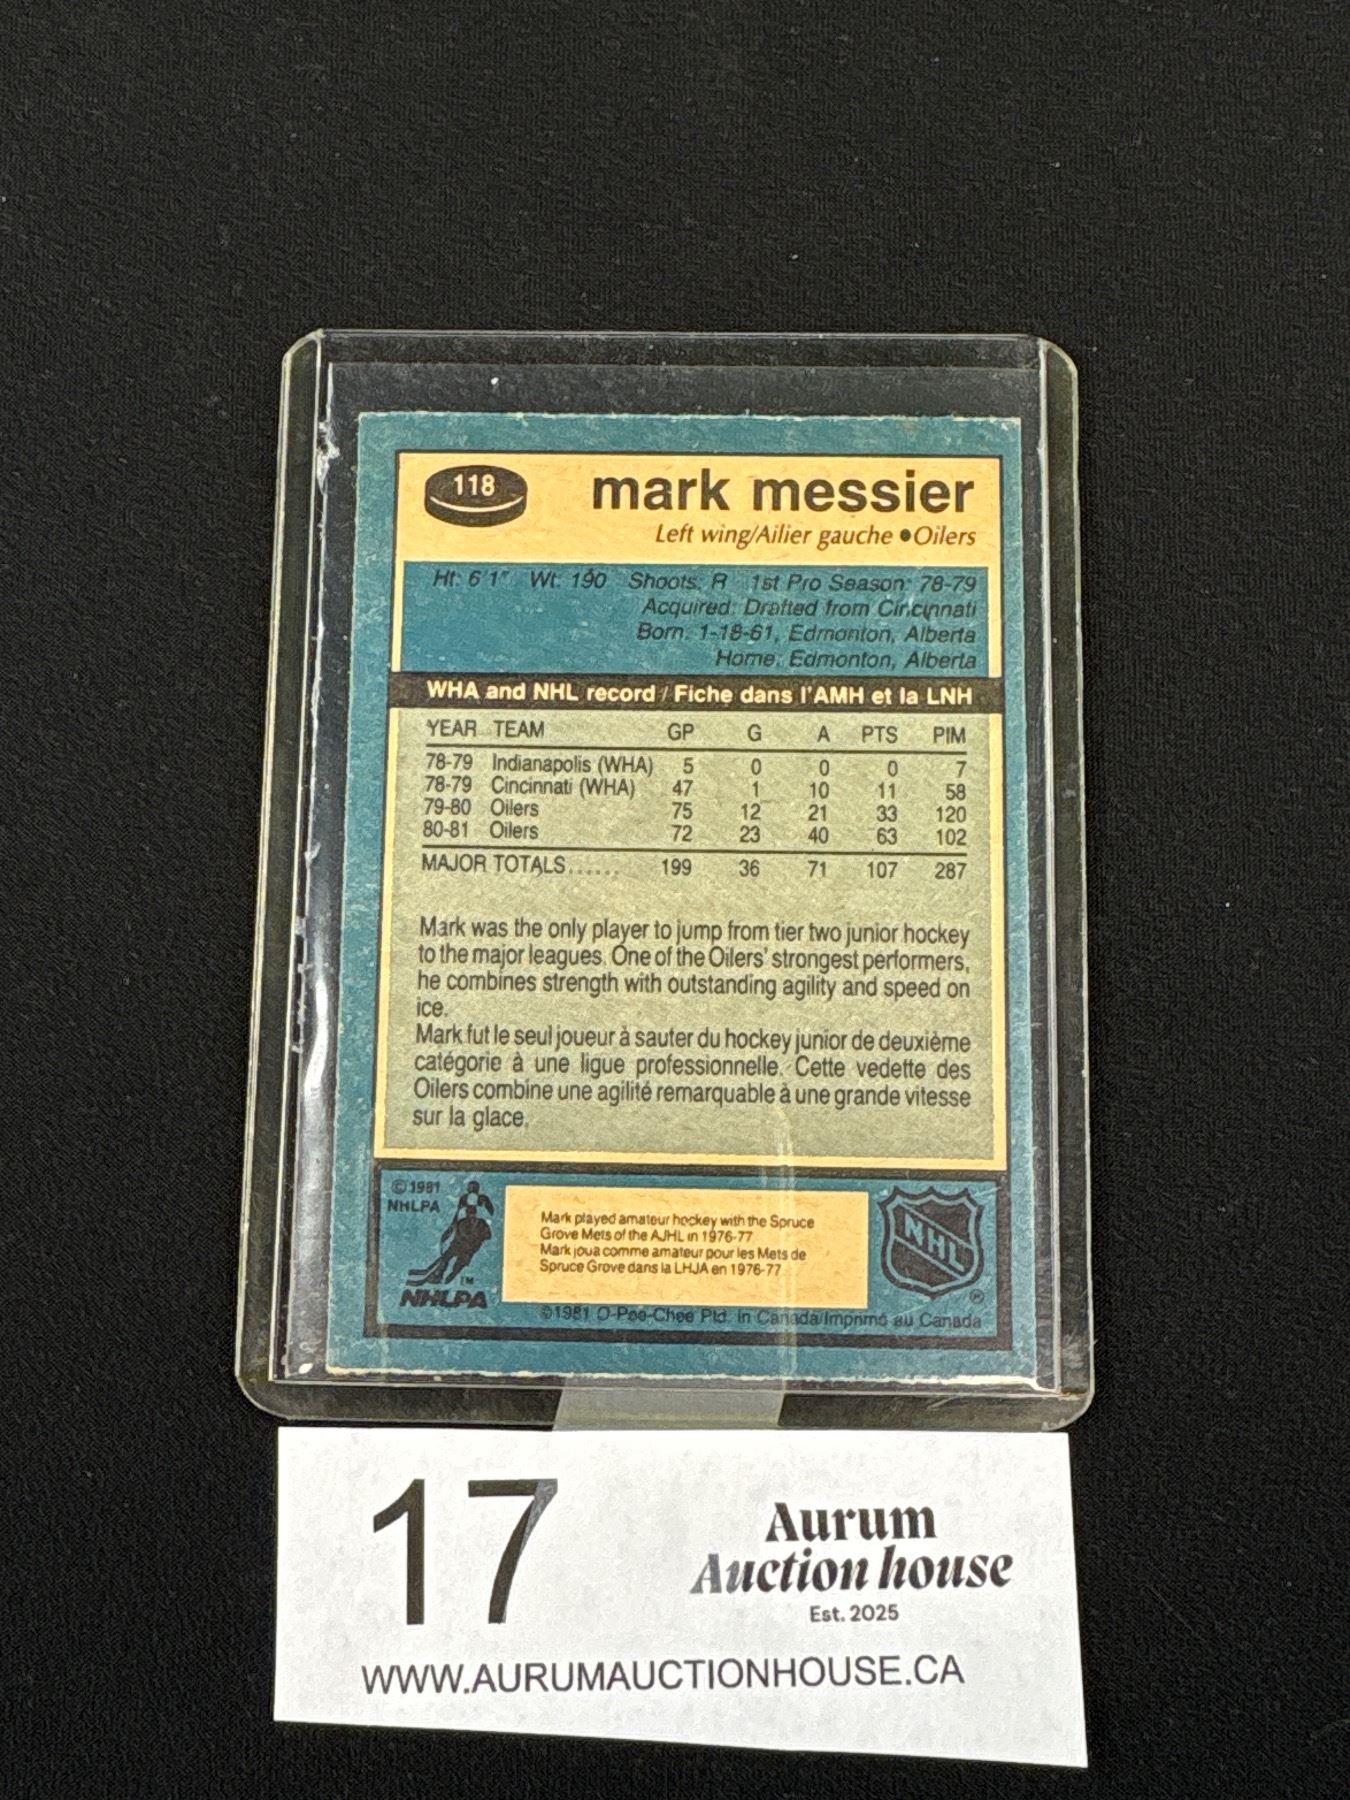 118
mark messier
Left wing/Ailier gauche • Oilers
Ht: 6'1" Wt: 190 Shoots: R 1st Pro Season: 78-79
Acquired: Drafted from Cincinnati
Born: 1-18-61, Edmonton, Alberta
Home: Edmonton, Alberta
WHA and NHL record / Fiche dans l'AMH et la LNH
YEAR TEAM GP G A PTS PIM
78-79 Indianapolis (WHA) 5 0 0 0 7
78-79 Cincinnati (WHA) 47 1 10 11 58
79-80 Oilers 75 12 21 33 120
80-81 Oilers 72 23 40 63 102
MAJOR TOTALS...... 199 36 71 107 287
Mark was the only player to jump from tier two junior hockey
to the major leagues. One of the Oilers' strongest performers,
he combines strength with outstanding agility and speed on
ice.
Mark fut le seul joueur à sauter du hockey junior de deuxième
catégorie à une ligue professionnelle. Cette vedette des
Oilers combine une agilité remarquable à une grande vitesse
sur la glace.
©1981
NHLPA
TM
NHLPA
Mark played amateur hockey with the Spruce
Grove Mets of the AJHL in 1976-77
Mark joua comme amateur pour les Mets de
Spruce Grove dans la LHJA en 1976-77
NHL
®
©1981 O-Pee-Chee Ptd. in Canada/Imprimé au Canada
17
Aurum
Auction house
Est. 2025
WWW.AURUMAUCTIONHOUSE.CA